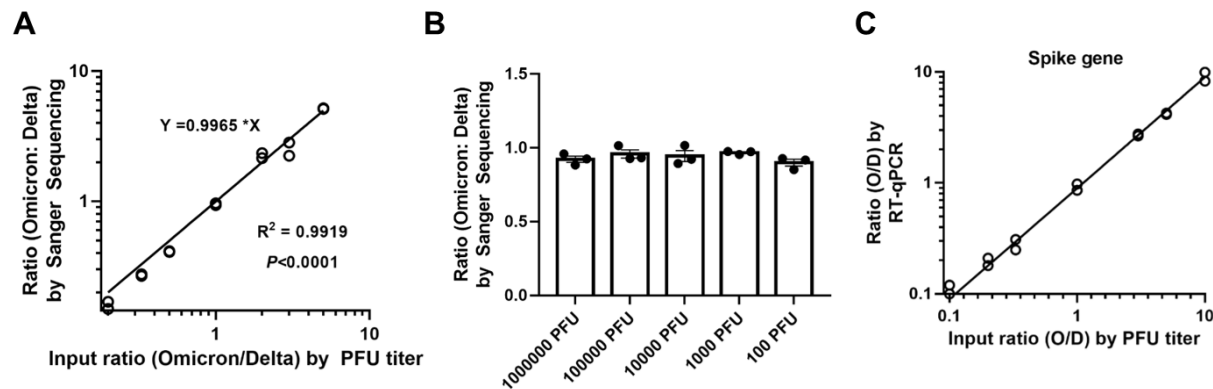 A
Ratio (Omicron: Delta)
by Sanger Sequencing
10
1
Y =0.9965 *X
R² = 0.9919
P<0.0001
1
10
Input ratio (Omicron/Delta) by PFU titer
B
Ratio (Omicron: Delta)
by Sanger Sequencing
1.5
1.0
0.5
0.0
1000000 PFU
100000 PFU
10000 PFU
1000 PFU
100 PFU
C
Spike gene
Ratio (O/D) by
RT-qPCR
10
1
0.1
0.1
1
10
Input ratio (O/D) by PFU titer